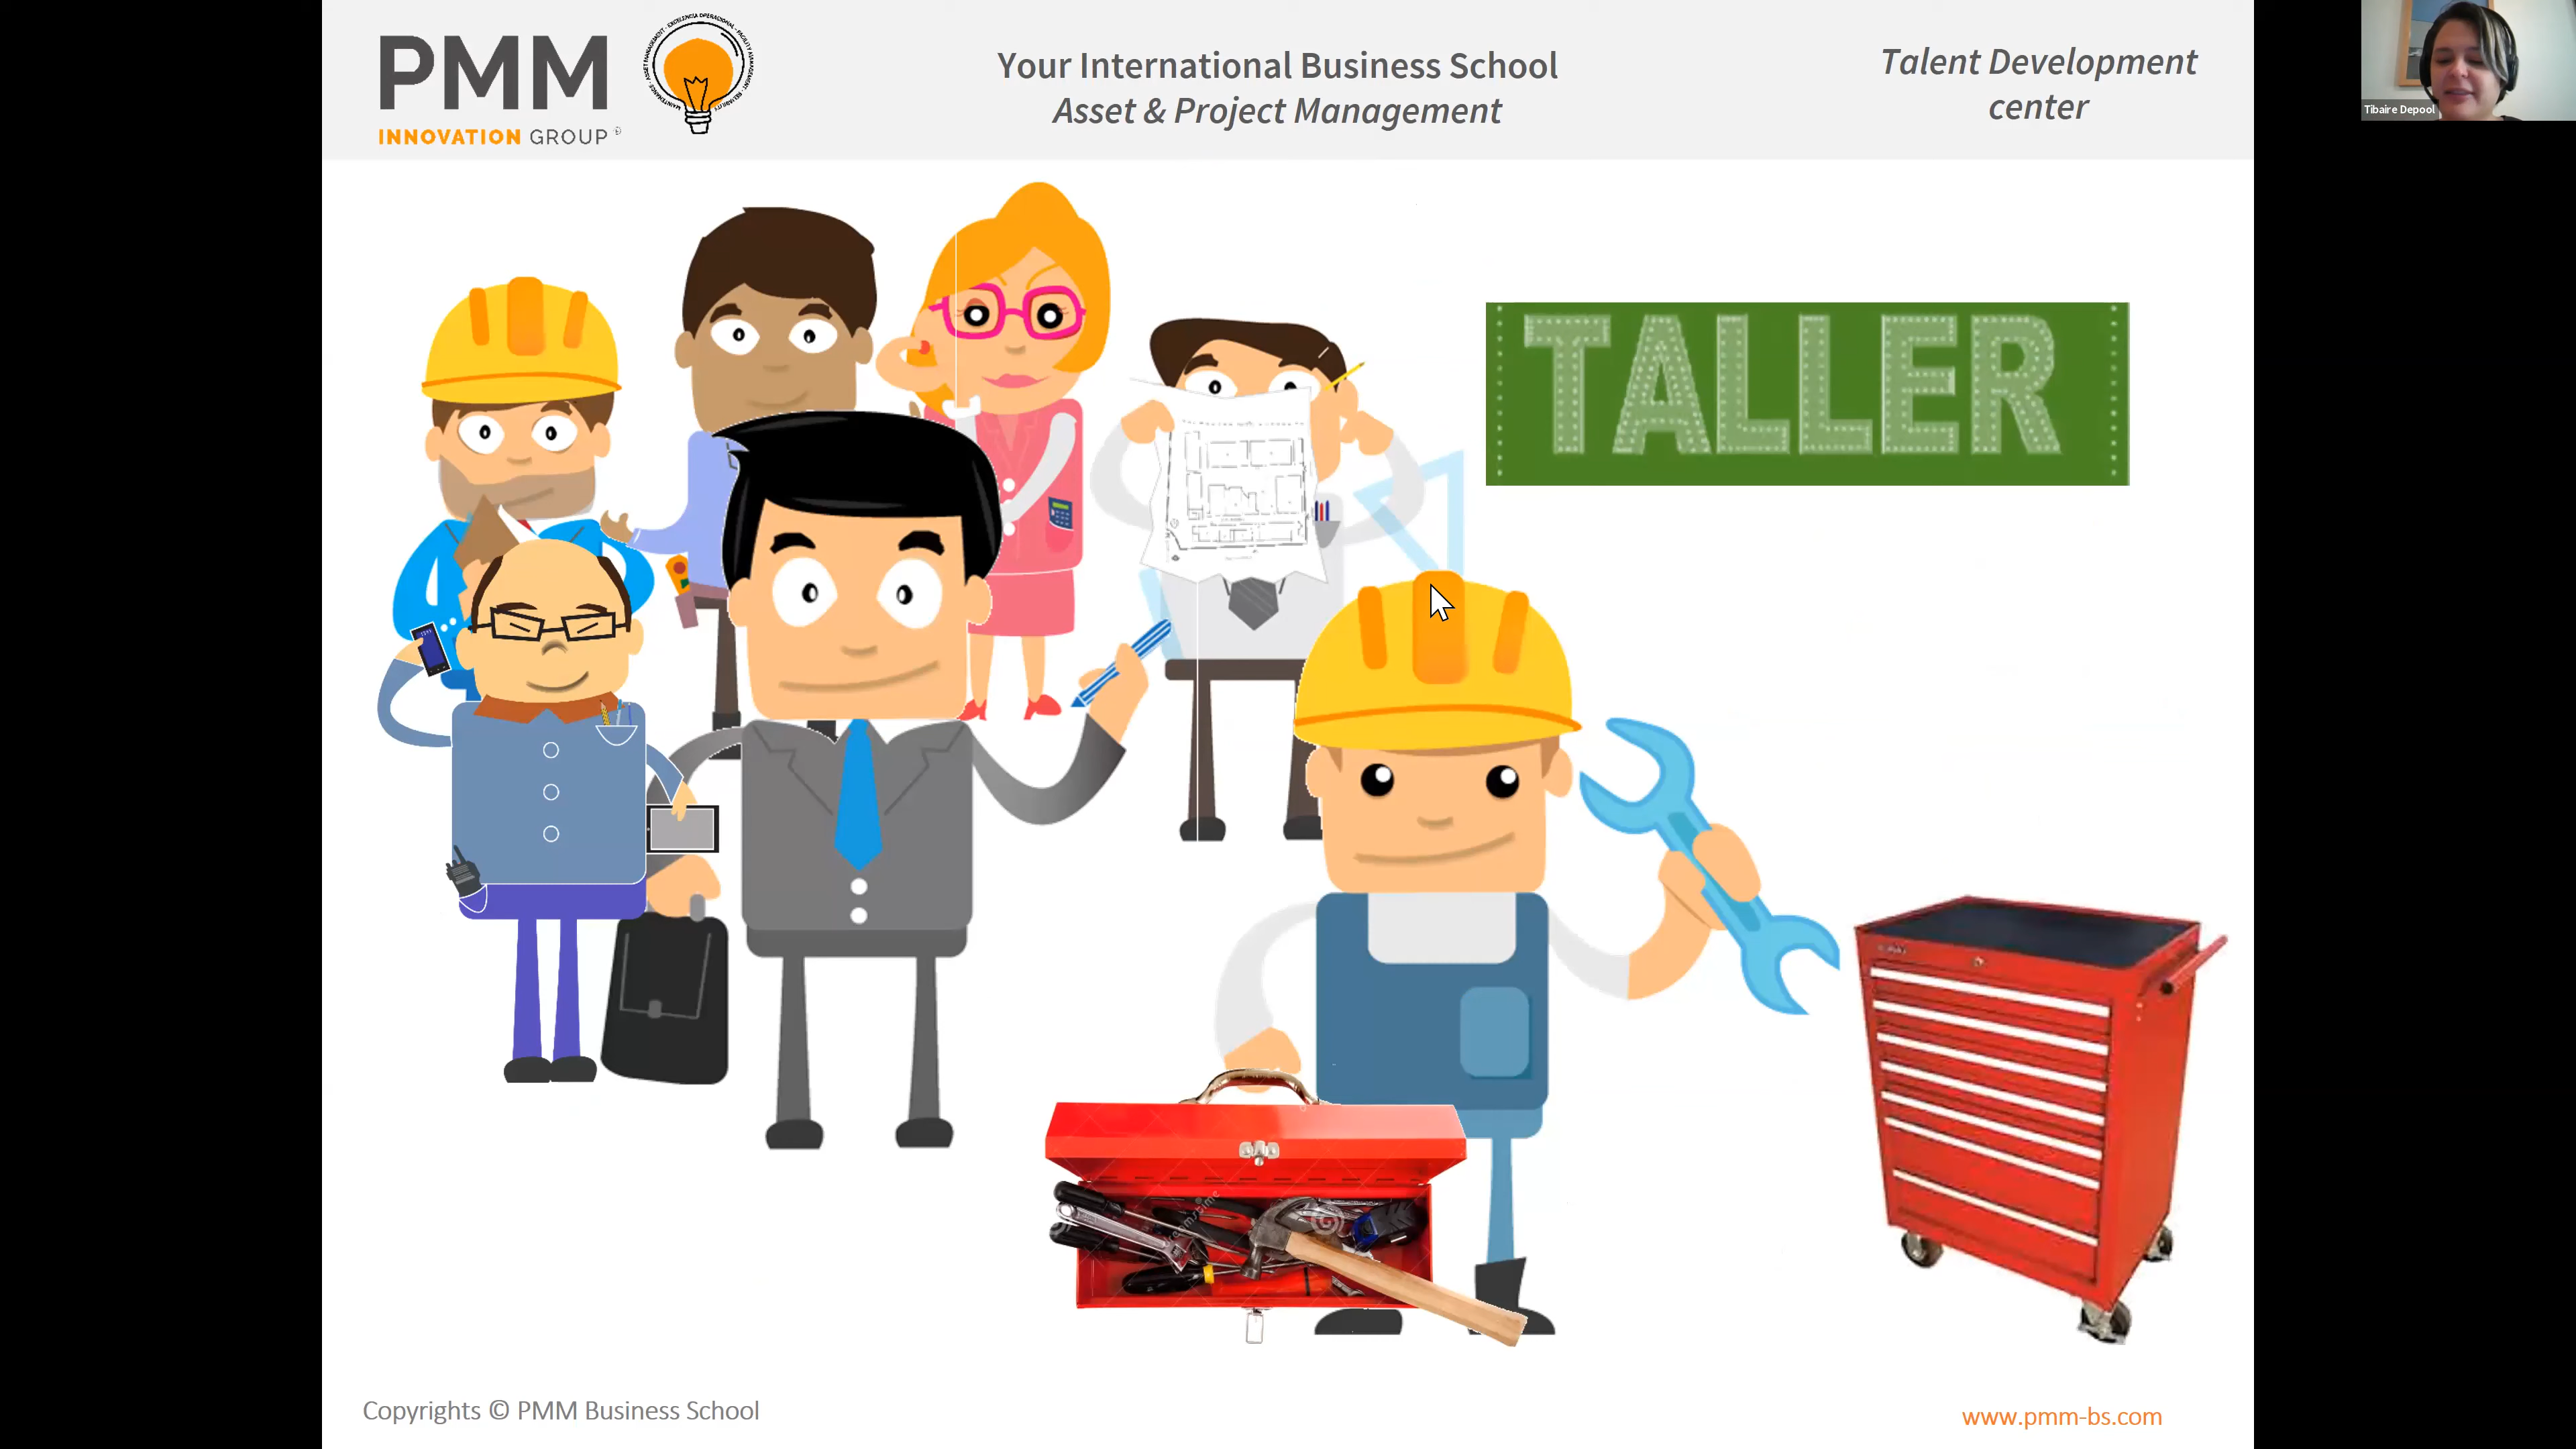 PMM
INNOVATION GROUP
Your International Business School
Asset & Project Management
Talent Development
center
Tibaire Depool
TALLER
Copyrights © PMM Business School
www.pmm-bs.com